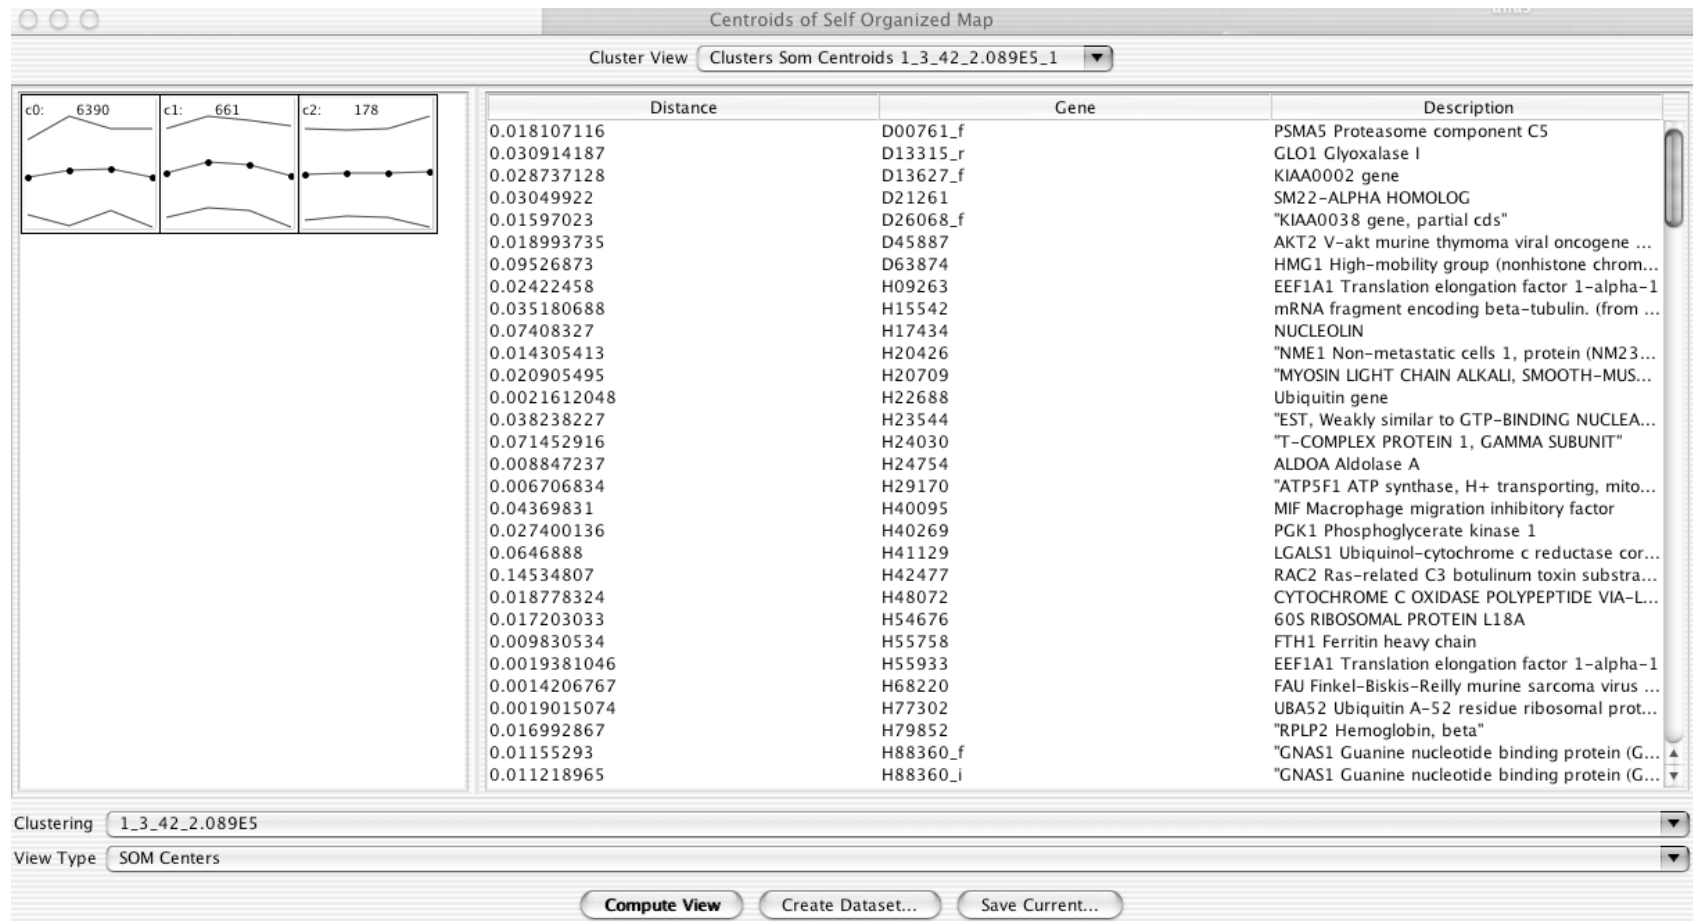 Centroids of Self Organized Map
Cluster View Clusters Som Centroids 1_3_42_2.089E5_1
c0: 6390 c1: 661 c2: 178
Distance Gene Description
0.018107116 D00761_f PSMA5 Proteasome component C5
0.030914187 D13315_r GLO1 Glyoxalase I
0.028737128 D13627_f KIAA0002 gene
0.03049922 D21261 SM22-ALPHA HOMOLOG
0.01597023 D26068_f "KIAA0038 gene, partial cds"
0.018993735 D45887 AKT2 V-akt murine thymoma viral oncogene ...
0.09526873 D63874 HMG1 High-mobility group (nonhistone chrom...
0.02422458 H09263 EEF1A1 Translation elongation factor 1-alpha-1
0.035180688 H15542 mRNA fragment encoding beta-tubulin. (from ...
0.07408327 H17434 NUCLEOLIN
0.014305413 H20426 "NME1 Non-metastatic cells 1, protein (NM23...
0.020905495 H20709 "MYOSIN LIGHT CHAIN ALKALI, SMOOTH-MUS...
0.0021612048 H22688 Ubiquitin gene
0.038238227 H23544 "EST, Weakly similar to GTP-BINDING NUCLEA...
0.071452916 H24030 "T-COMPLEX PROTEIN 1, GAMMA SUBUNIT"
0.008847237 H24754 ALDOA Aldolase A
0.006706834 H29170 "ATP5F1 ATP synthase, H+ transporting, mito...
0.04369831 H40095 MIF Macrophage migration inhibitory factor
0.027400136 H40269 PGK1 Phosphoglycerate kinase 1
0.0646888 H41129 LGALS1 Ubiquinol-cytochrome c reductase cor...
0.14534807 H42477 RAC2 Ras-related C3 botulinum toxin substra...
0.018778324 H48072 CYTOCHROME C OXIDASE POLYPEPTIDE VIA-L...
0.017203033 H54676 60S RIBOSOMAL PROTEIN L18A
0.009830534 H55758 FTH1 Ferritin heavy chain
0.0019381046 H55933 EEF1A1 Translation elongation factor 1-alpha-1
0.0014206767 H68220 FAU Finkel-Biskis-Reilly murine sarcoma virus ...
0.0019015074 H77302 UBA52 Ubiquitin A-52 residue ribosomal prot...
0.016992867 H79852 "RPLP2 Hemoglobin, beta"
0.01155293 H88360_f "GNAS1 Guanine nucleotide binding protein (G...
0.011218965 H88360_i "GNAS1 Guanine nucleotide binding protein (G...
Clustering 1_3_42_2.089E5
View Type SOM Centers
Compute View Create Dataset... Save Current...